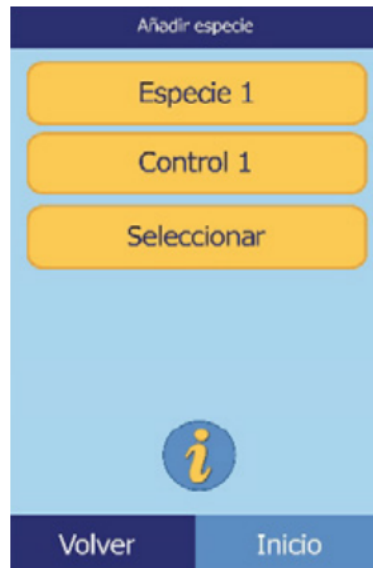 Añadir especie
Especie 1
Control 1
Seleccionar
i
Volver Inicio